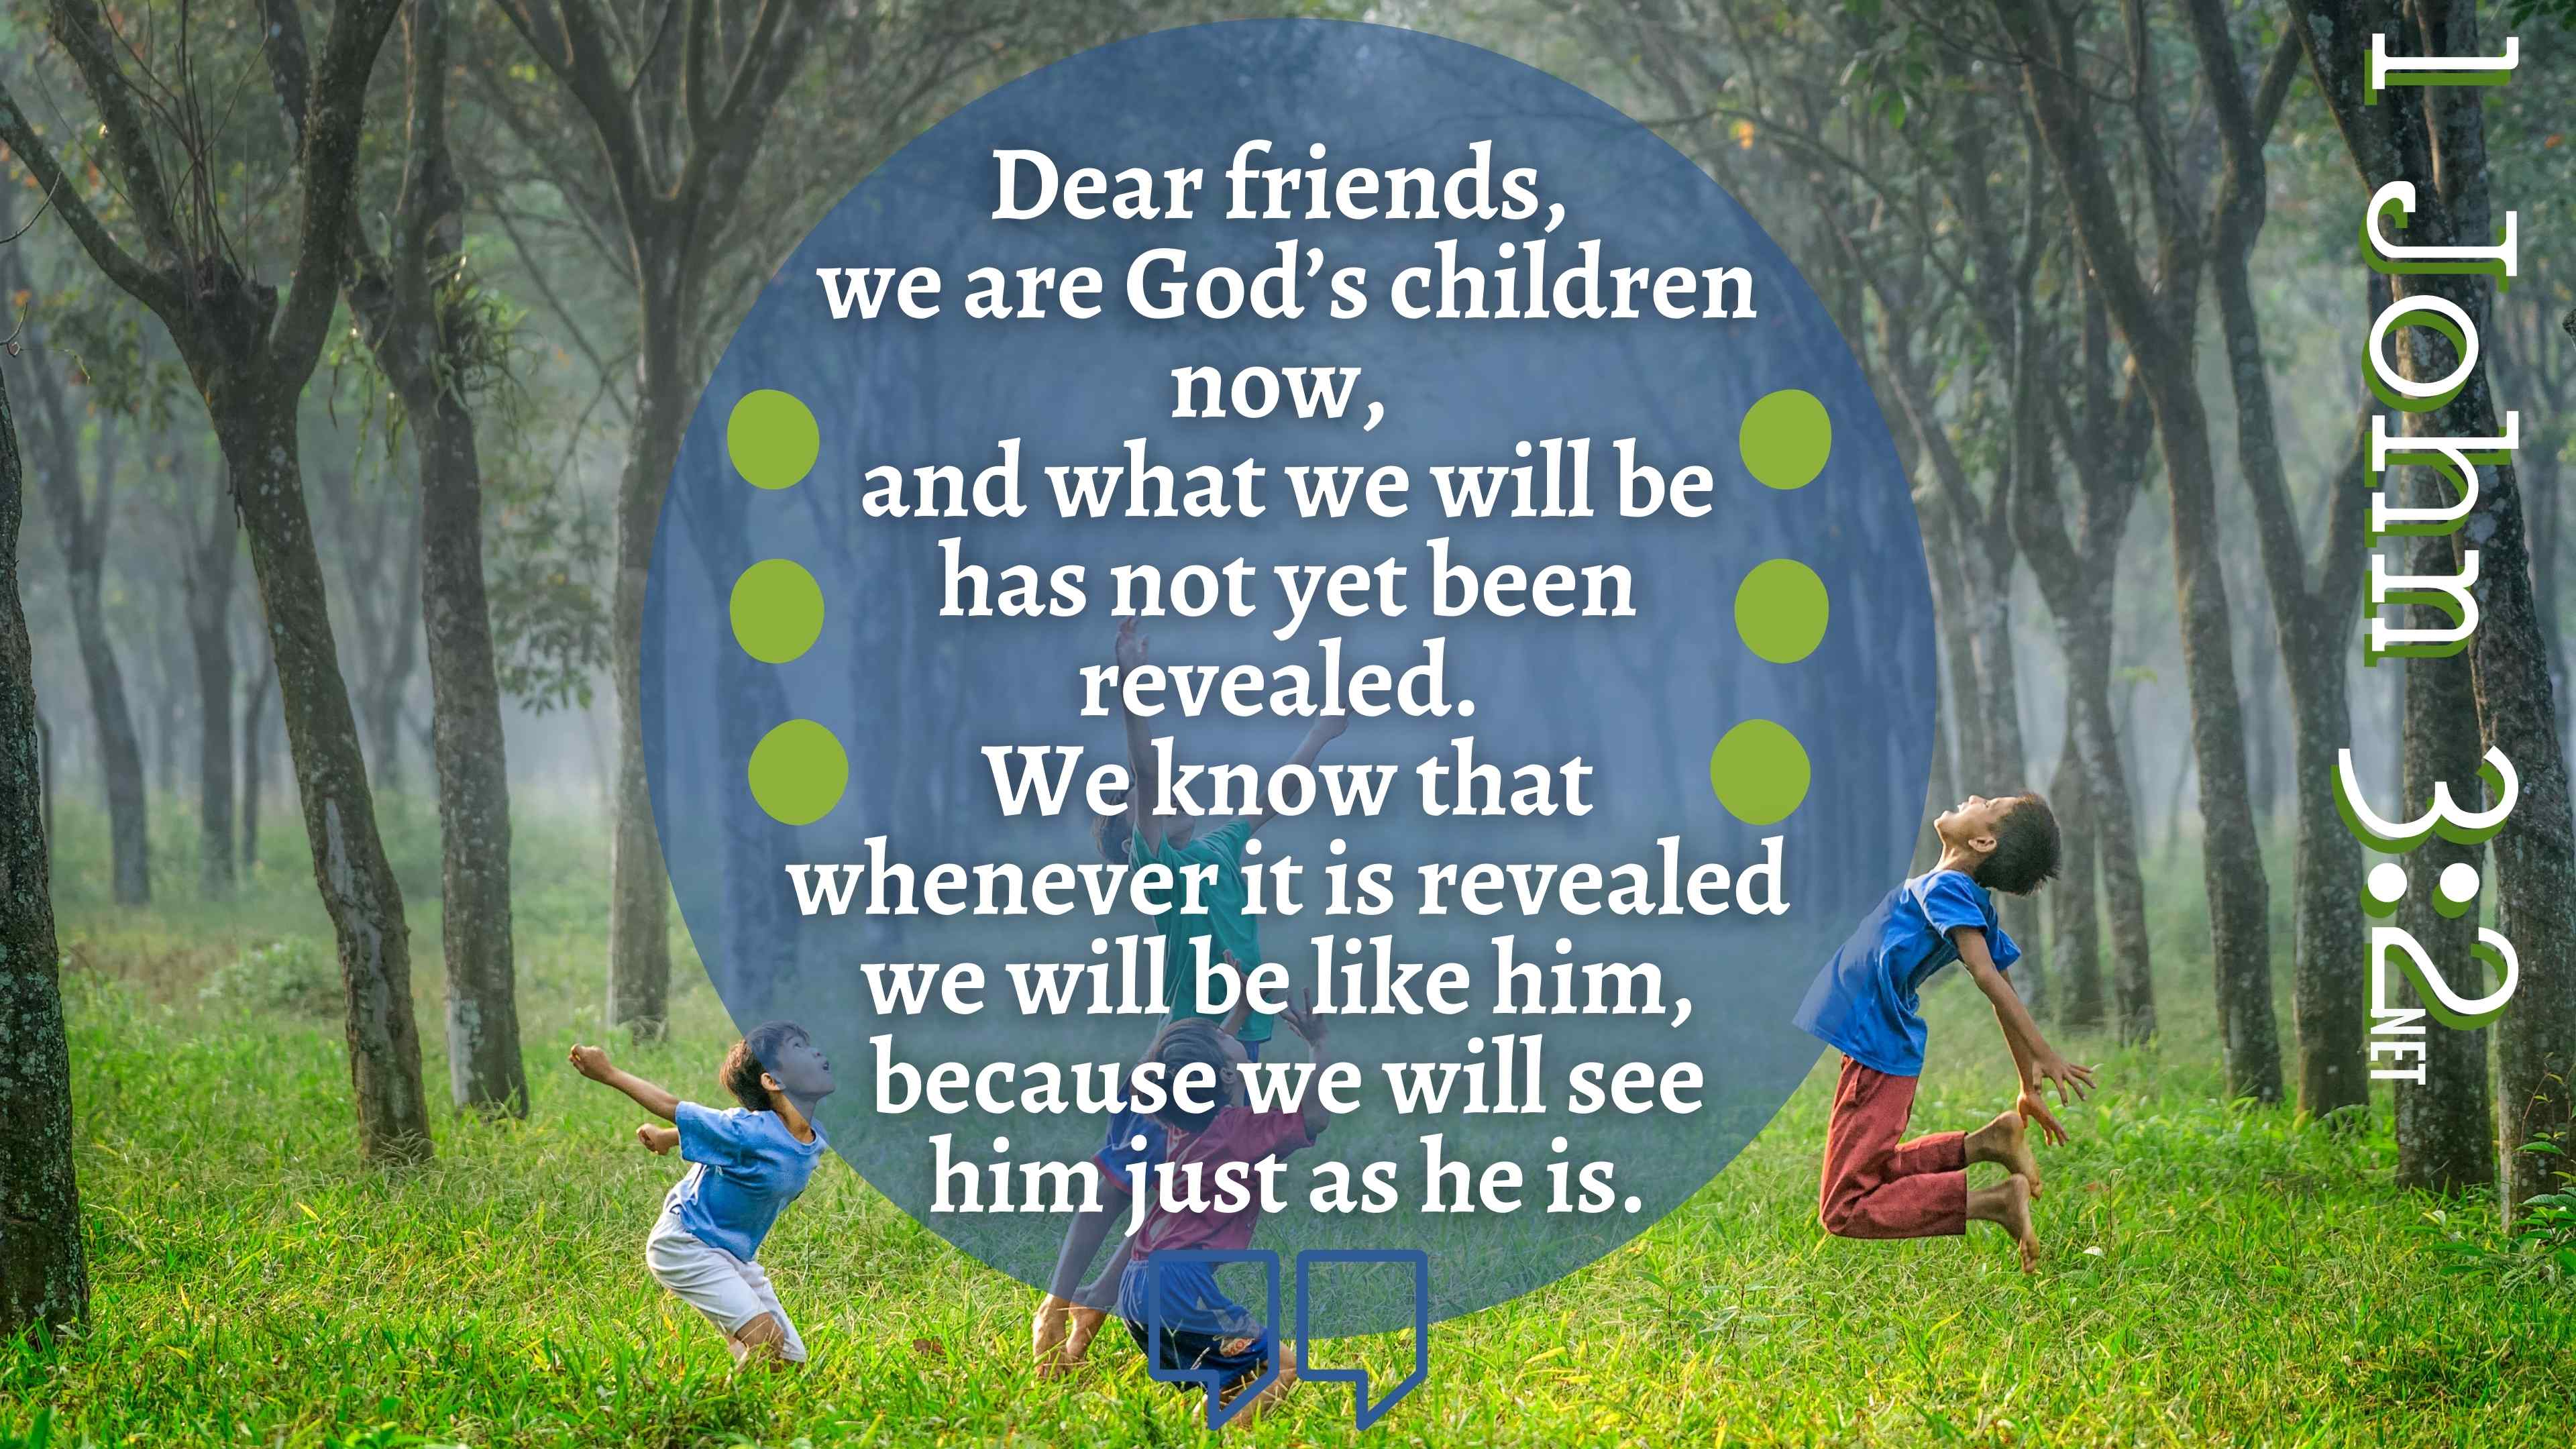 Dear friends,
we are God’s children
now,
and what we will be
has not yet been
revealed.
We know that
whenever it is revealed
we will be like him,
because we will see
him just as he is.
1 John 3:2 NET